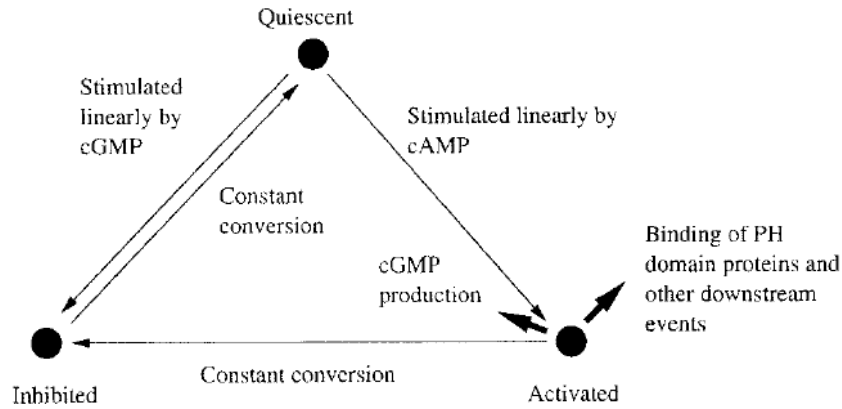 Quiescent
Stimulated
linearly by
cGMP
Stimulated linearly by
cAMP
Constant
conversion
cGMP
production
Binding of PH
domain proteins and
other downstream
events
Constant conversion
Inhibited
Activated